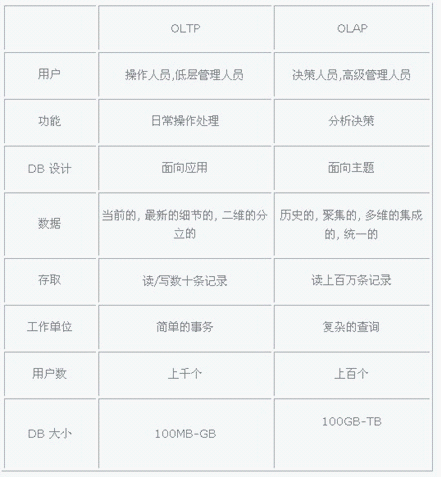 OLTP OLAP
用户 操作人员,低层管理人员 决策人员,高级管理人员
功能 日常操作处理 分析决策
DB 设计 面向应用 面向主题
数据 当前的, 最新的细节的, 二维的分立的 历史的, 聚集的, 多维的集成的, 统一的
存取 读/写数十条记录 读上百万条记录
工作单位 简单的事务 复杂的查询
用户数 上千个 上百个
DB 大小 100MB-GB 100GB-TB